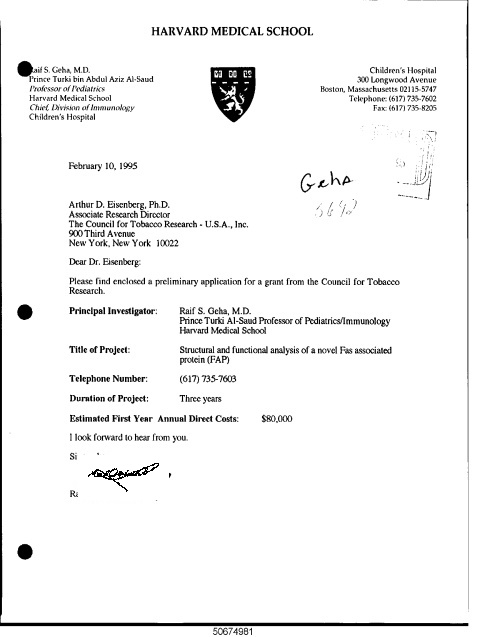 HARVARD MEDICAL SCHOOL
Raif S. Geha, M.D.
Prince Turki bin Abdul Aziz Al-Saud
Professor of Pediatrics
Harvard Medical School
Chief, Division of Immunology
Children's Hospital
Children's Hospital
300 Longwood Avenue
Boston, Massachusetts 02115-5747
Telephone: (617) 735-7602
Fax: (617) 735-8205
February 10, 1995
Geha
5642
Arthur D. Eisenberg, Ph.D.
Associate Research Director
The Council for Tobacco Research - U.S.A., Inc.
900 Third Avenue
New York, New York 10022
Dear Dr. Eisenberg:
Please find enclosed a preliminary application for a grant from the Council for Tobacco
Research.
Principal Investigator: Raif S. Geha, M.D.
Prince Turki Al-Saud Professor of Pediatrics/Immunology
Harvard Medical School
Title of Project: Structural and functional analysis of a novel Fas associated
protein (FAP)
Telephone Number: (617) 735-7603
Duration of Project: Three years
Estimated First Year Annual Direct Costs: $80,000
I look forward to hear from you.
Si
Ra
50674981